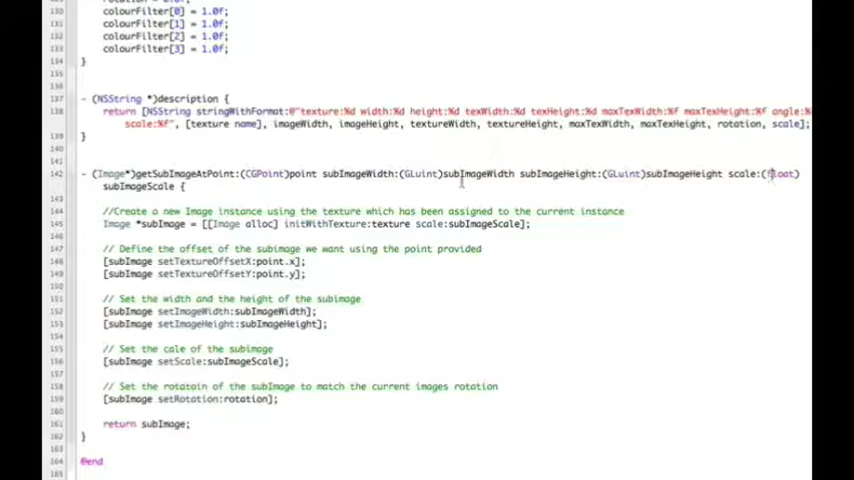 130
131 colourFilter[0] = 1.0f;
132 colourFilter[1] = 1.0f;
132 colourFilter[2] = 1.0f;
133 colourFilter[3] = 1.0f;
134 }
135
136
137 - (NSString *)description {
138 return [NSString stringWithFormat:@"texture:%d width:%d height:%d texWidth:%d texHeight:%d maxTexWidth:%f maxTexHeight:%f angle:%
scale:%f", [texture name], imageWidth, imageHeight, textureWidth, textureHeight, maxTexWidth, maxTexHeight, rotation, scale];
139 }
140
141
142 - (Image*)getSubImageAtPoint:(CGPoint)point subImageWidth:(GLuint)subImageWidth subImageHeight:(GLuint)subImageHeight scale:(float)
subImageScale {
143
144 //Create a new Image instance using the texture which has been assigned to the current instance
145 Image *subImage = [[Image alloc] initWithTexture:texture scale:subImageScale];
146
147 // Define the offset of the subimage we want using the point provided
148 [subImage setTextureOffsetX:point.x];
149 [subImage setTextureOffsetY:point.y];
150
151 // Set the width and the height of the subimage
152 [subImage setImageWidth:subImageWidth];
153 [subImage setImageHeight:subImageHeight];
154
155 // Set the cale of the subimage
156 [subImage setScale:subImageScale];
157
158 // Set the rotatoin of the subImage to match the current images rotation
159 [subImage setRotation:rotation];
160
161 return subImage;
162 }
163
164 @end
165